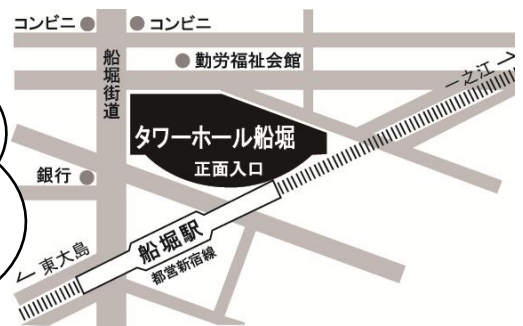 コンビニ
コンビニ
船堀街道
勤労福祉会館
一之江
タワーホール船堀
正面入口
銀行
船堀駅
都営新宿線
東大島